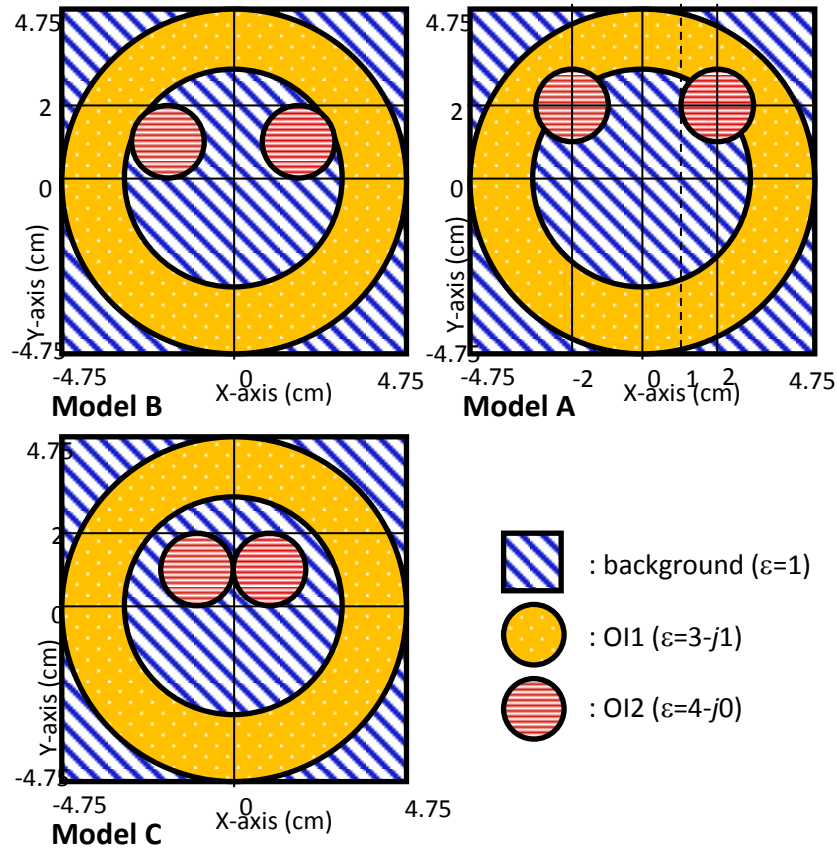 4.75
2
0
-4.75
Y-axis (cm)
-4.75
0
4.75
X-axis (cm)
Model B
4.75
2
0
-4.75
Y-axis (cm)
-4.75
-2
0
1
2
4.75
X-axis (cm)
Model A
4.75
2
0
-4.75
Y-axis (cm)
-4.75
0
4.75
X-axis (cm)
Model C
: background (ε=1)
: OI1 (ε=3-j1)
: OI2 (ε=4-j0)